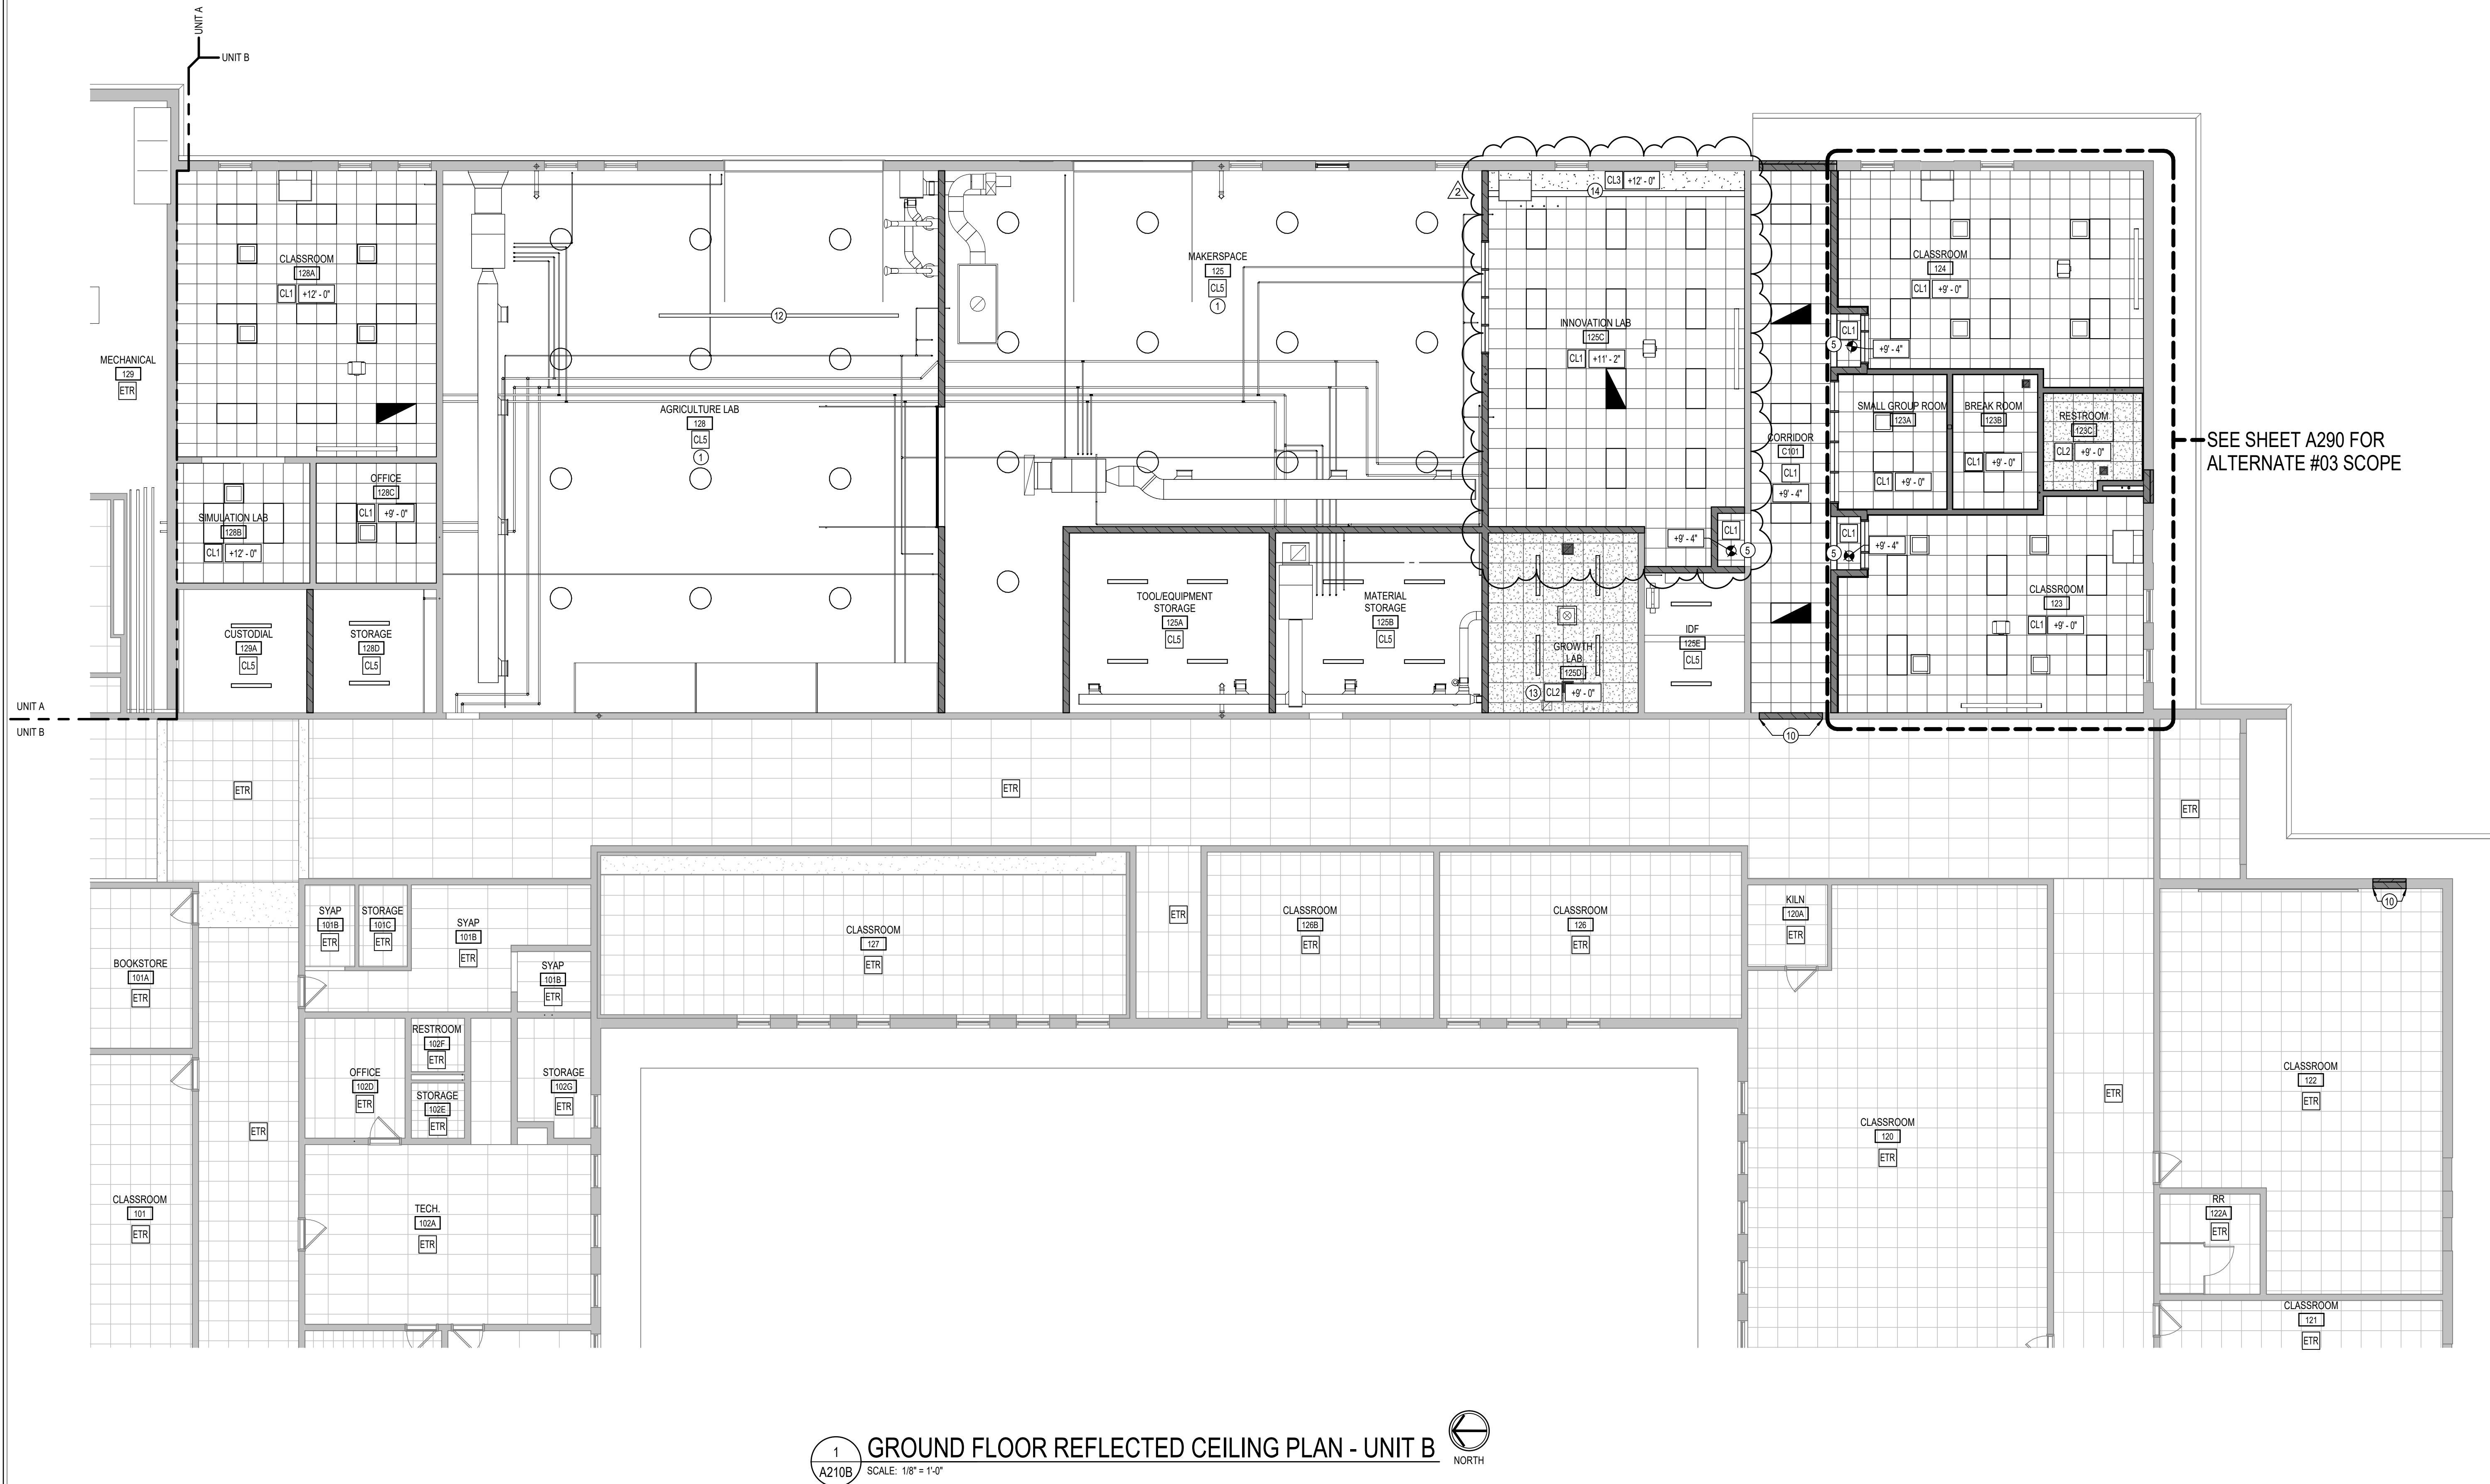 UNIT A
UNIT B
MECHANICAL
129
ETR
CLASSROOM
128A
CL1 +12' - 0"
SIMULATION LAB
128B
CL1 +12' - 0"
OFFICE
128C
CL1 +9' - 0"
CUSTODIAL
129A
CL5
STORAGE
128D
CL5
AGRICULTURE LAB
128
CL5
1
12
MAKERSPACE
125
CL5
1
2
TOOL/EQUIPMENT
STORAGE
125A
CL5
MATERIAL
STORAGE
125B
CL5
14
CL3 +12' - 0"
INNOVATION LAB
125C
CL1 +11' - 2"
CL1
+9' - 4"
5
GROWTH
LAB
125D
13 CL2 +9' - 0"
IDF
125E
CL5
CORRIDOR
C101
CL1
+9' - 4"
CLASSROOM
124
CL1 +9' - 0"
CL1
5
+9' - 4"
SMALL GROUP ROOM
123A
CL1 +9' - 0"
BREAK ROOM
123B
CL1 +9' - 0"
RESTROOM
123C
CL2 +9' - 0"
CL1
5
+9' - 4"
CLASSROOM
123
CL1 +9' - 0"
SEE SHEET A290 FOR
ALTERNATE #03 SCOPE
UNIT A
UNIT B
10
ETR
ETR
ETR
BOOKSTORE
101A
ETR
CLASSROOM
101
ETR
ETR
SYAP
101B
ETR
STORAGE
101C
ETR
SYAP
101B
ETR
SYAP
101B
ETR
OFFICE
102D
ETR
RESTROOM
102F
ETR
STORAGE
102E
ETR
STORAGE
102G
ETR
TECH.
102A
ETR
CLASSROOM
127
ETR
ETR
CLASSROOM
126B
ETR
CLASSROOM
126
ETR
KILN
120A
ETR
CLASSROOM
120
ETR
ETR
10
CLASSROOM
122
ETR
RR
122A
ETR
CLASSROOM
121
ETR
1
A210B
GROUND FLOOR REFLECTED CEILING PLAN - UNIT B
SCALE: 1/8" = 1'-0"
NORTH